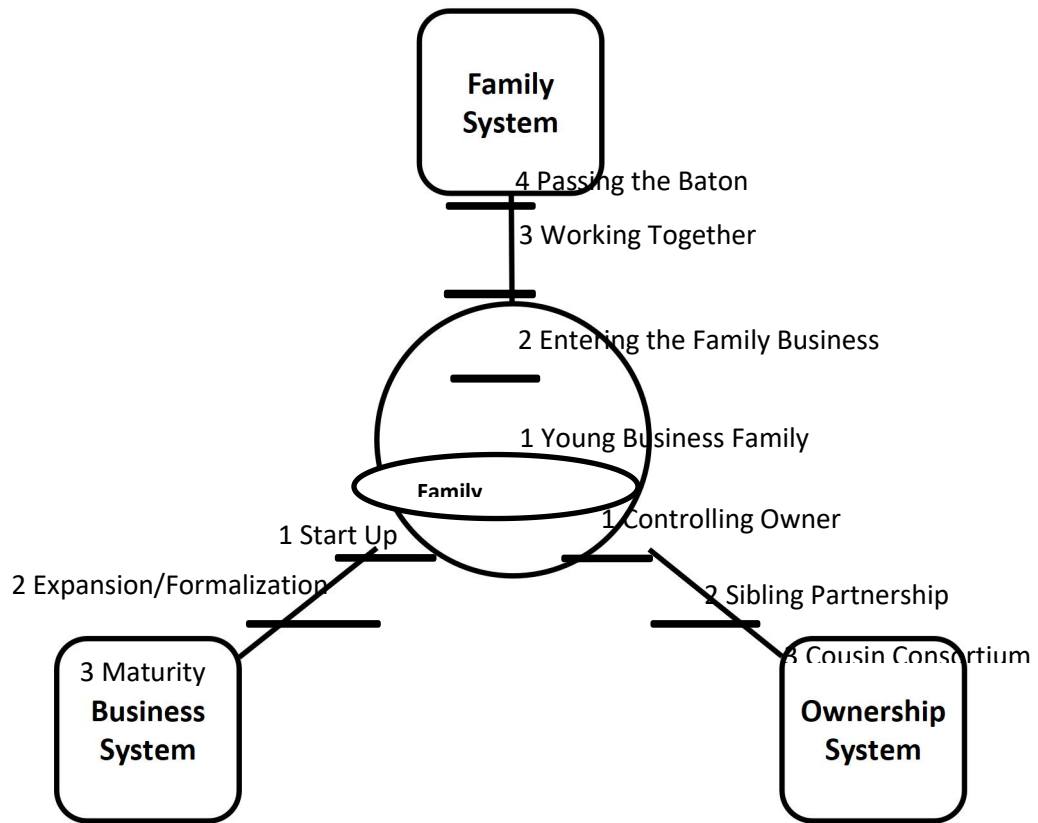 Family
System
4 Passing the Baton
3 Working Together
2 Entering the Family Business
1 Young Business Family
Family
1 Controlling Owner
1 Start Up
2 Expansion/Formalization
2 Sibling Partnership
3 Cousin Consortium
3 Maturity
Business
System
Ownership
System